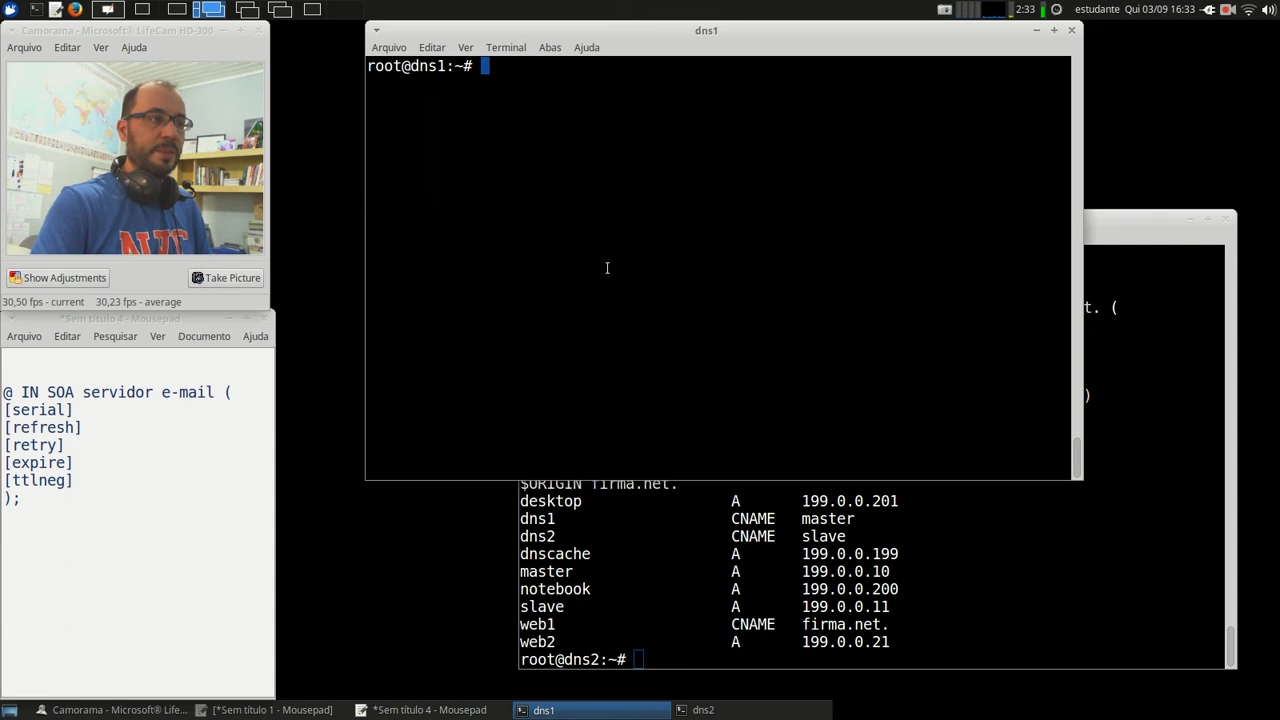 estudante Qui 03/09 16:33
2:33
Camorama - Microsoft® LifeCam HD-300
Arquivo Editar Ver Ajuda
Show Adjustments
Take Picture
30,50 fps - current 30,23 fps - average
*Sem título 4 - Mousepad
Arquivo Editar Pesquisar Ver Documento Ajuda
@ IN SOA servidor e-mail (
[serial]
[refresh]
[retry]
[expire]
[ttlneg]
);
dns1
Arquivo Editar Ver Terminal Abas Ajuda
root@dns1:~#
t. (
)
$ORIGIN firma.net.
desktop A 199.0.0.201
dns1 CNAME master
dns2 CNAME slave
dnscache A 199.0.0.199
master A 199.0.0.10
notebook A 199.0.0.200
slave A 199.0.0.11
web1 CNAME firma.net.
web2 A 199.0.0.21
root@dns2:~#
Camorama - Microsoft® LifeC...
[*Sem título 1 - Mousepad]
*Sem título 4 - Mousepad
dns1
dns2